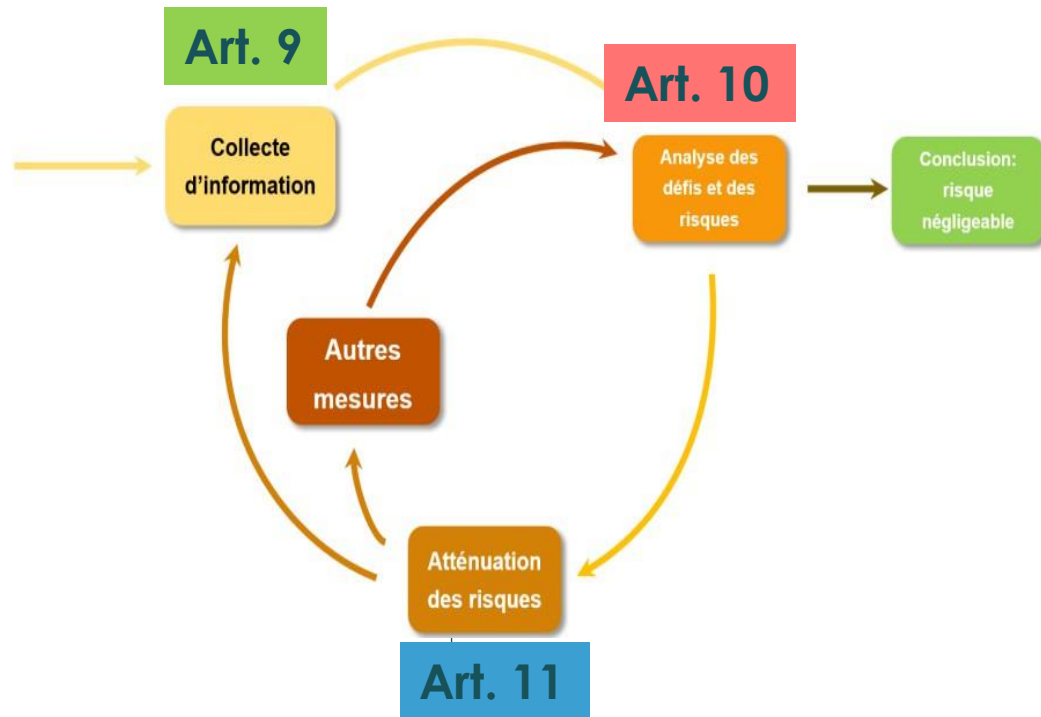 Art. 9
Collecte
d'information
Art. 10
Analyse des
défis et des
risques
Conclusion:
risque
négligeable
Autres
mesures
Atténuation
des risques
Art. 11